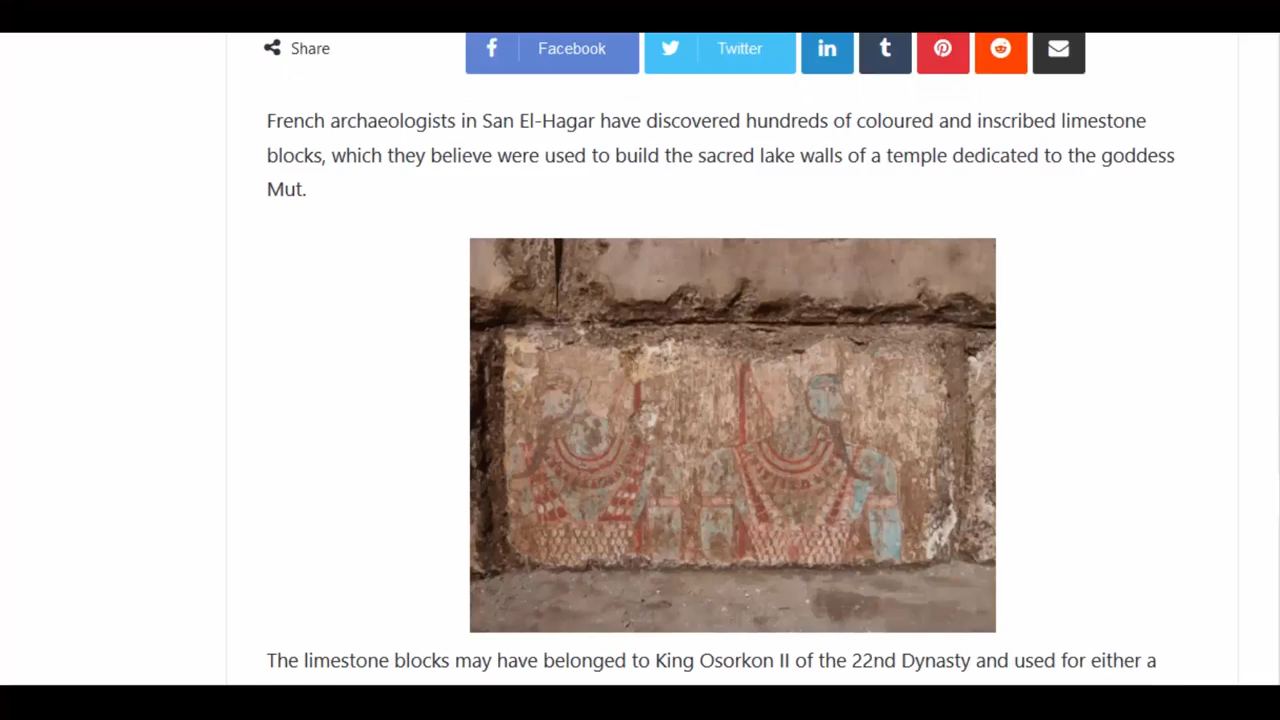 Share
Facebook
Twitter
French archaeologists in San El-Hagar have discovered hundreds of coloured and inscribed limestone
blocks, which they believe were used to build the sacred lake walls of a temple dedicated to the goddess
Mut.
The limestone blocks may have belonged to King Osorkon II of the 22nd Dynasty and used for either a